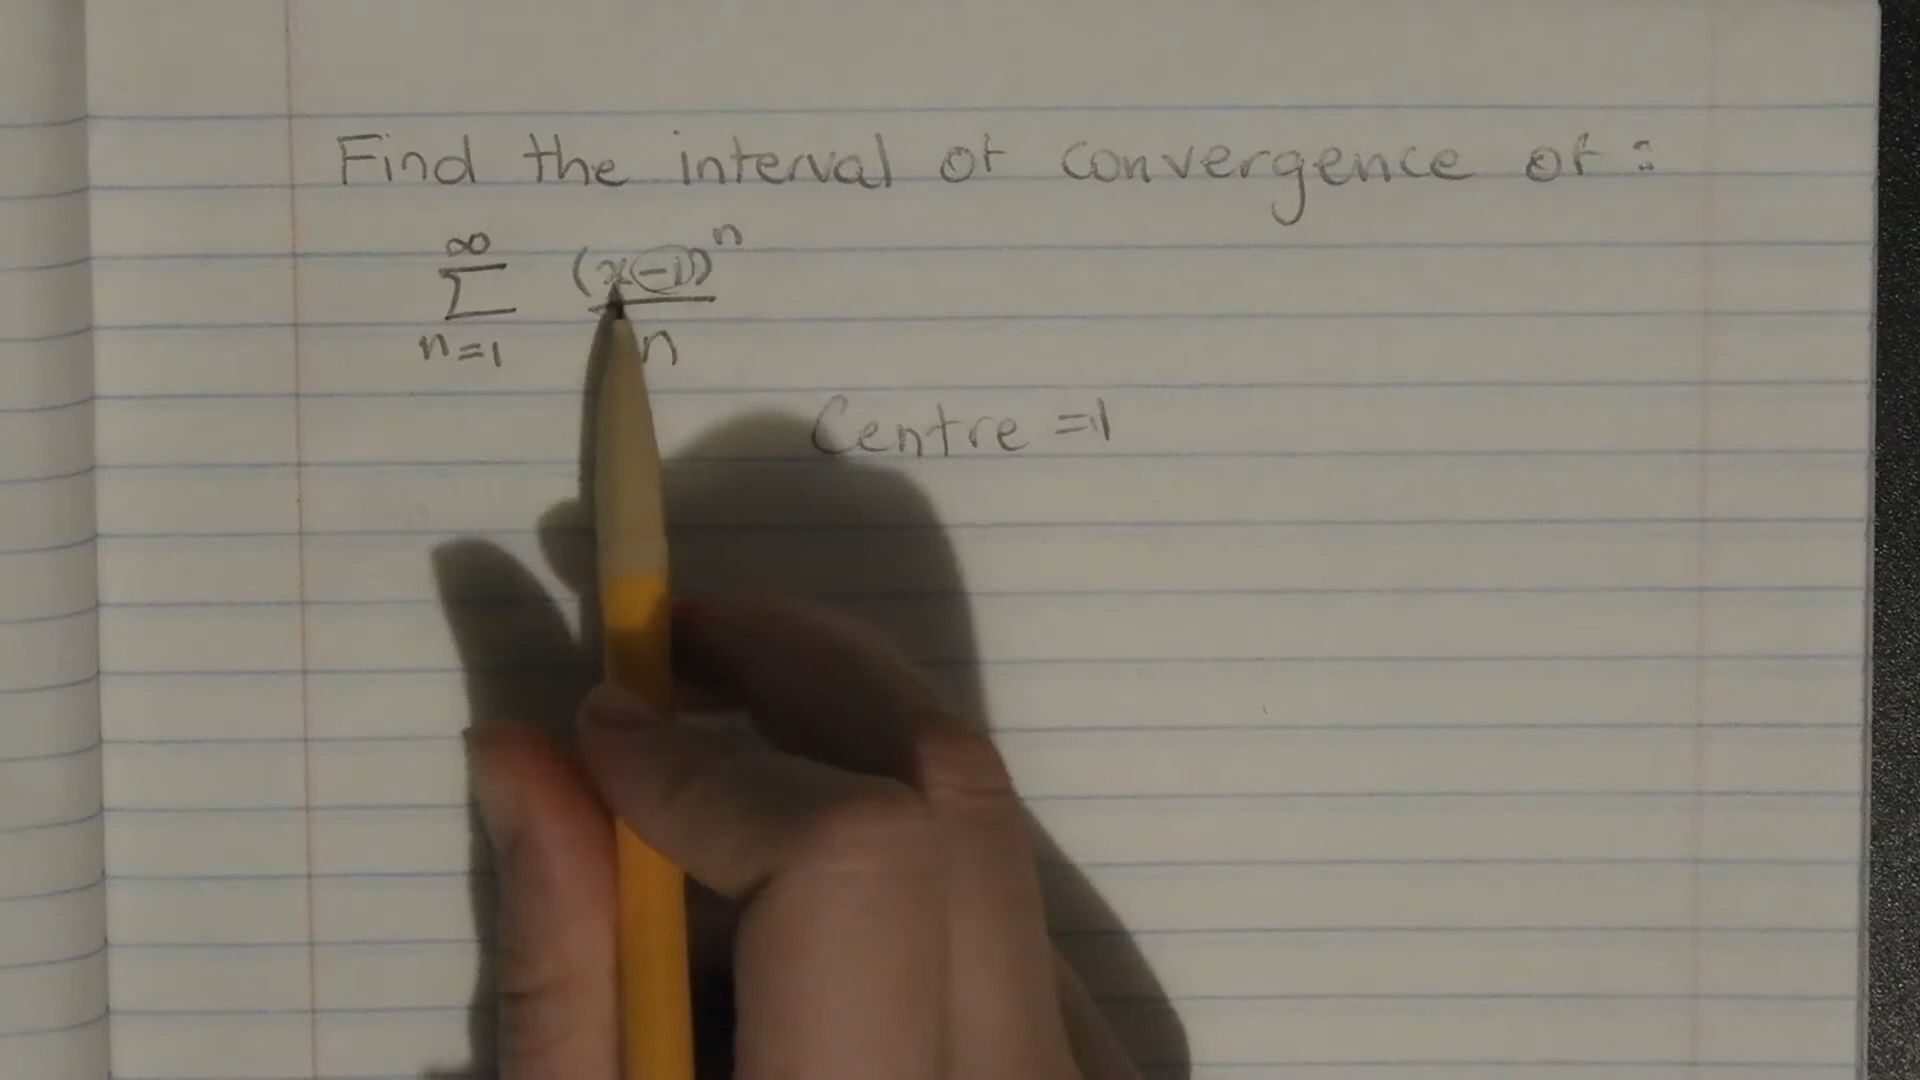 Find the interval of convergence of:
∞
∑ (x-1)^n / n
n=1
Centre = 1